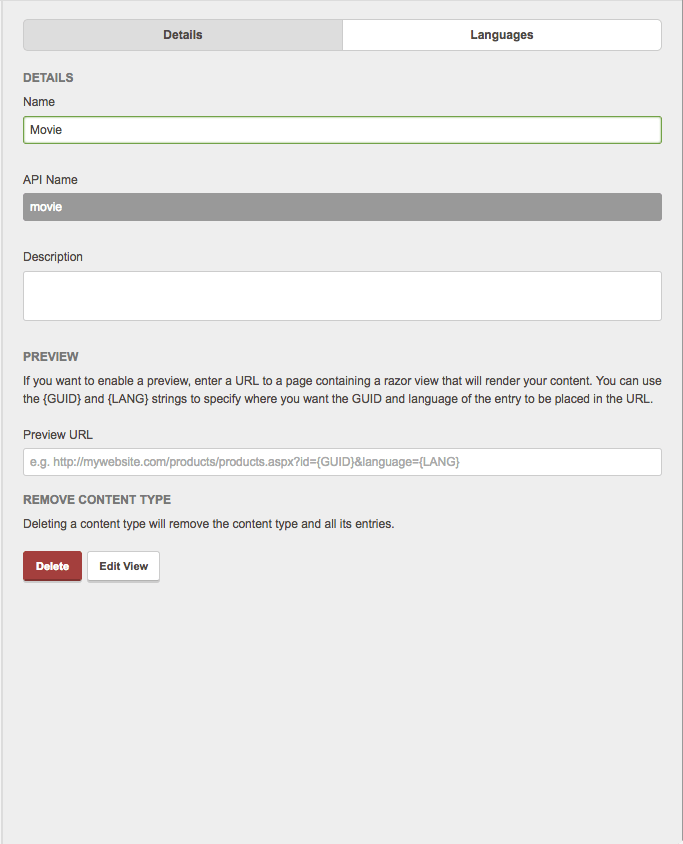 Details
Languages
DETAILS
Name
Movie
API Name
movie
Description
PREVIEW
If you want to enable a preview, enter a URL to a page containing a razor view that will render your content. You can use
the {GUID} and {LANG} strings to specify where you want the GUID and language of the entry to be placed in the URL.
Preview URL
e.g. http://mywebsite.com/products/products.aspx?id={GUID}&language={LANG}
REMOVE CONTENT TYPE
Deleting a content type will remove the content type and all its entries.
Delete
Edit View